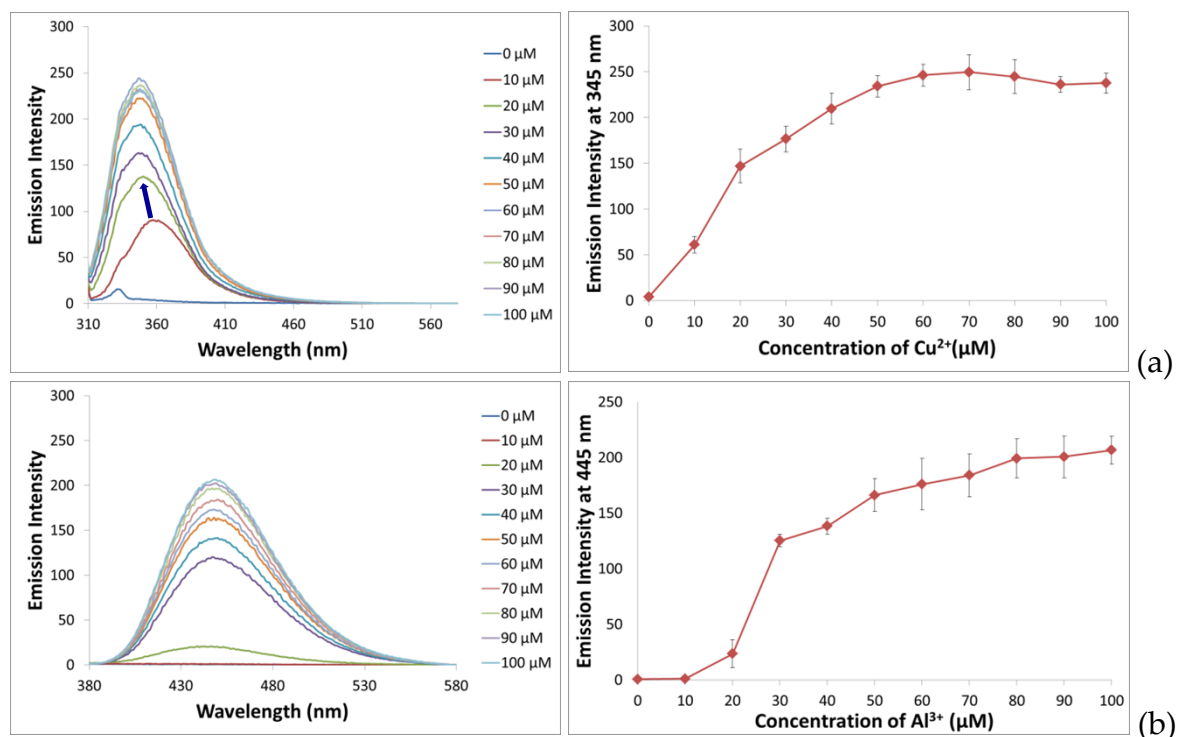 300
250
200
150
100
50
0
Emission Intensity
310 360 410 460 510 560
Wavelength (nm)
0 µM
10 µM
20 µM
30 µM
40 µM
50 µM
60 µM
70 µM
80 µM
90 µM
100 µM
300
250
200
150
100
50
0
Emission Intensity at 345 nm
0 10 20 30 40 50 60 70 80 90 100
Concentration of Cu²⁺(µM)
(a)
300
250
200
150
100
50
0
Emission Intensity
380 430 480 530 580
Wavelength (nm)
0 µM
10 µM
20 µM
30 µM
40 µM
50 µM
60 µM
70 µM
80 µM
90 µM
100 µM
250
200
150
100
50
0
Emission Intensity at 445 nm
0 10 20 30 40 50 60 70 80 90 100
Concentration of Al³⁺ (µM)
(b)